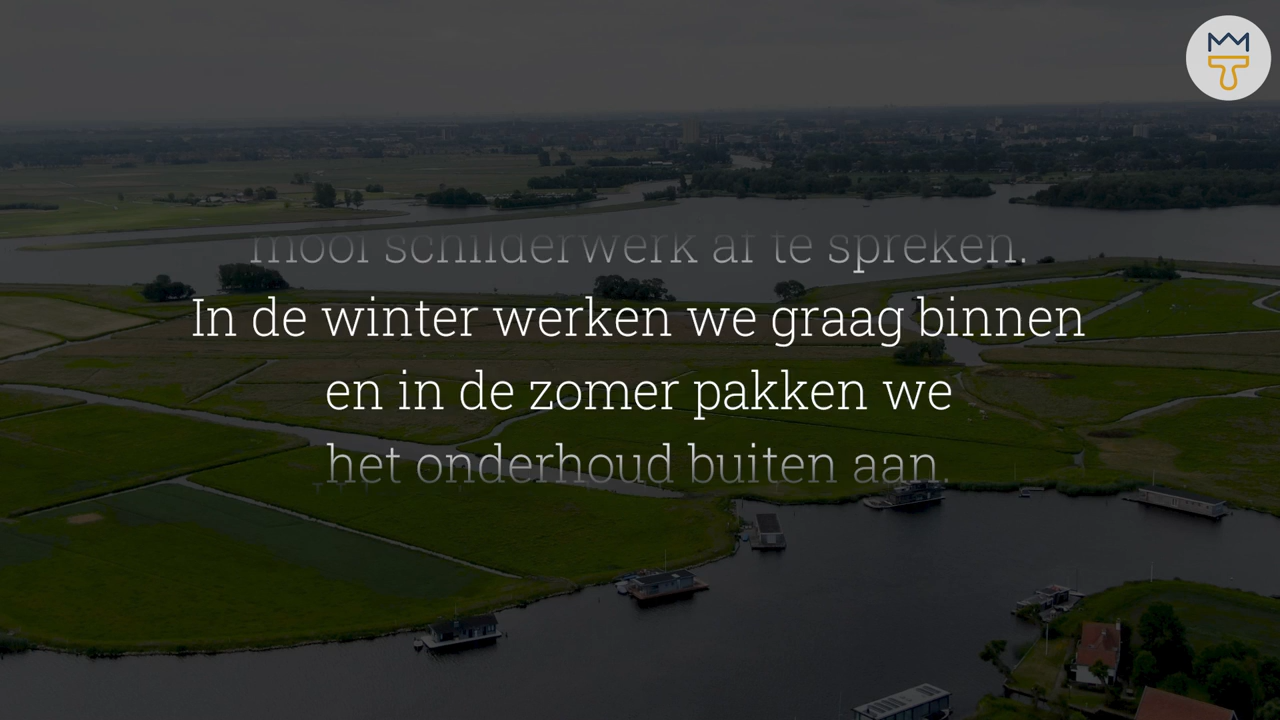 mooi schilderwerk af te spreken.
In de winter werken we graag binnen
en in de zomer pakken we
het onderhoud buiten aan.